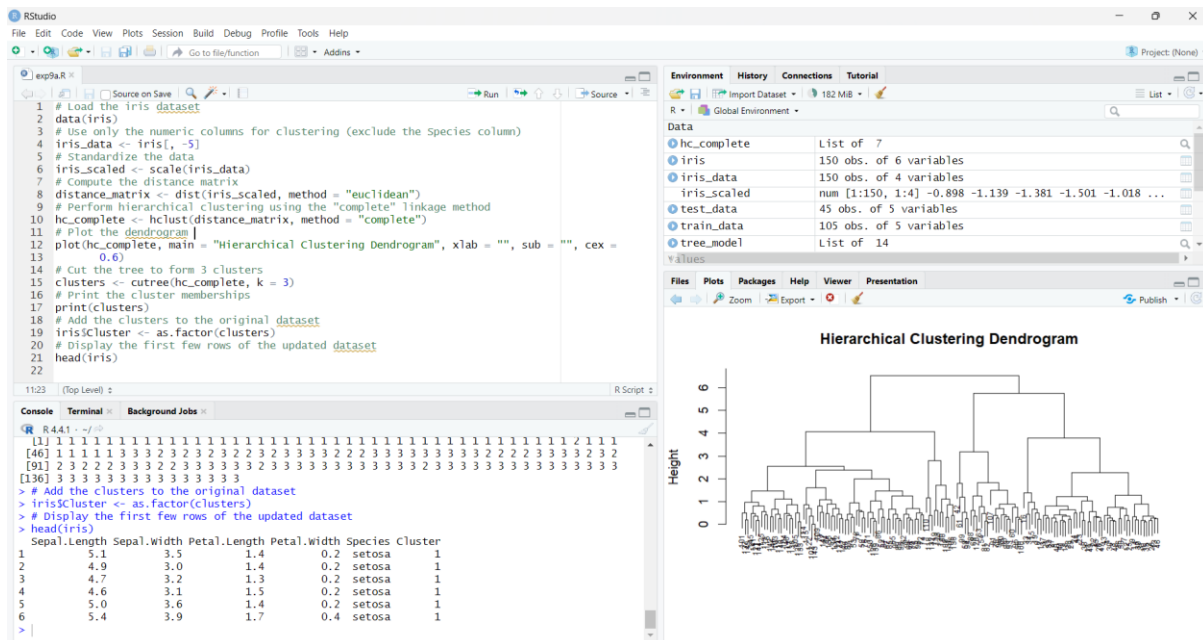 RStudio
File Edit Code View Plots Session Build Debug Profile Tools Help
Go to file/function Addins Project: (None)
exp9a.R
Source on Save Run Source
1 # Load the iris dataset
2 data(iris)
3 # Use only the numeric columns for clustering (exclude the Species column)
4 iris_data <- iris[, -5]
5 # Standardize the data
6 iris_scaled <- scale(iris_data)
7 # Compute the distance matrix
8 distance_matrix <- dist(iris_scaled, method = "euclidean")
9 # Perform hierarchical clustering using the "complete" linkage method
10 hc_complete <- hclust(distance_matrix, method = "complete")
11 # Plot the dendrogram
12 plot(hc_complete, main = "Hierarchical Clustering Dendrogram", xlab = "", sub = "", cex =
13 0.6)
14 # Cut the tree to form 3 clusters
15 clusters <- cutree(hc_complete, k = 3)
16 # Print the cluster memberships
17 print(clusters)
18 # Add the clusters to the original dataset
19 iris$Cluster <- as.factor(clusters)
20 # Display the first few rows of the updated dataset
21 head(iris)
22
11:23 (Top Level) R Script
Console Terminal Background Jobs
R 4.4.1 · ~/
[1] 1 1 1 1 1 1 1 1 1 1 1 1 1 1 1 1 1 1 1 1 1 1 1 1 1 1 1 1 1 1 1 1 1 1 1 1 1 1 1 1 1 2 1 1 1
[46] 1 1 1 1 1 3 3 3 2 3 2 3 2 3 2 2 3 2 3 3 3 3 2 2 2 3 3 3 3 3 3 3 3 3 2 2 2 2 3 3 3 3 2 3 2
[91] 2 3 2 2 2 3 3 3 2 2 3 3 3 3 3 3 2 3 3 3 3 3 3 3 3 3 3 3 3 2 3 3 3 3 3 3 3 3 3 3 3 3 3 3 3
[136] 3 3 3 3 3 3 3 3 3 3 3 3 3 3 3
> # Add the clusters to the original dataset
> iris$Cluster <- as.factor(clusters)
> # Display the first few rows of the updated dataset
> head(iris)
Sepal.Length Sepal.Width Petal.Length Petal.Width Species Cluster
1 5.1 3.5 1.4 0.2 setosa 1
2 4.9 3.0 1.4 0.2 setosa 1
3 4.7 3.2 1.3 0.2 setosa 1
4 4.6 3.1 1.5 0.2 setosa 1
5 5.0 3.6 1.4 0.2 setosa 1
6 5.4 3.9 1.7 0.4 setosa 1
>
Environment History Connections Tutorial
Import Dataset 182 MiB List
R Global Environment
Data
hc_complete List of 7
iris 150 obs. of 6 variables
iris_data 150 obs. of 4 variables
iris_scaled num [1:150, 1:4] -0.898 -1.139 -1.381 -1.501 -1.018 ...
test_data 45 obs. of 5 variables
train_data 105 obs. of 5 variables
tree_model List of 14
Values
Files Plots Packages Help Viewer Presentation
Zoom Export Publish
Hierarchical Clustering Dendrogram
Height
6
5
4
3
2
1
0